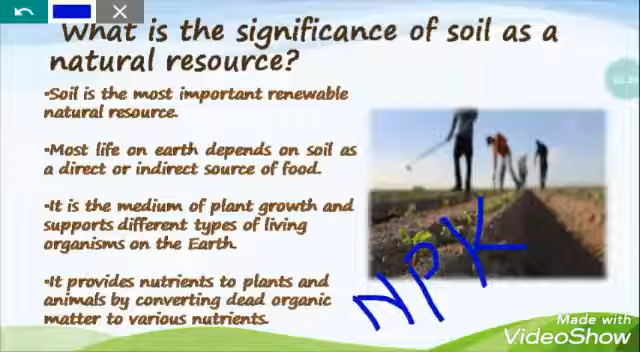 What is the significance of soil as a
natural resource?
•Soil is the most important renewable
natural resource.
•Most life on earth depends on soil as
a direct or indirect source of food.
•It is the medium of plant growth and
supports different types of living
organisms on the Earth.
•It provides nutrients to plants and
animals by converting dead organic
matter to various nutrients.
NPK
Made with
VideoShow